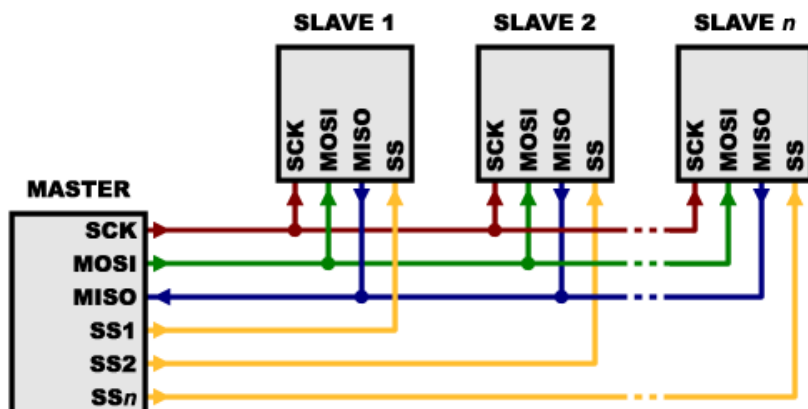 SLAVE 1 SLAVE 2 SLAVE n
SCK MOSI MISO SS SCK MOSI MISO SS SCK MOSI MISO SS
MASTER
SCK
MOSI
MISO
SS1
SS2
SSn